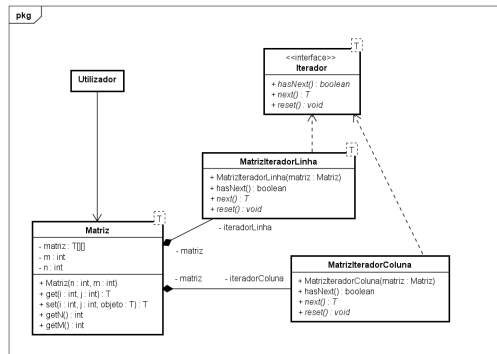 pkg
T
<<interface>>
Iterador
+ hasNext() : boolean
+ next() : T
+ reset() : void
Utilizador
T
MatrizIteradorLinha
+ MatrizIteradorLinha(matriz : Matriz)
+ hasNext() : boolean
+ next() : T
+ reset() : void
- iteradorLinha
- matriz
T
Matriz
- matriz : T[][]
- m : int
- n : int
+ Matriz(n : int, m : int)
+ get(i : int, j : int) : T
+ set(i : int, j : int, objeto : T) : T
+ getN() : int
+ getM() : int
- matriz
- iteradorColuna
MatrizIteradorColuna
+ MatrizIteradorColuna(matriz : Matriz)
+ hasNext() : boolean
+ next() : T
+ reset() : void